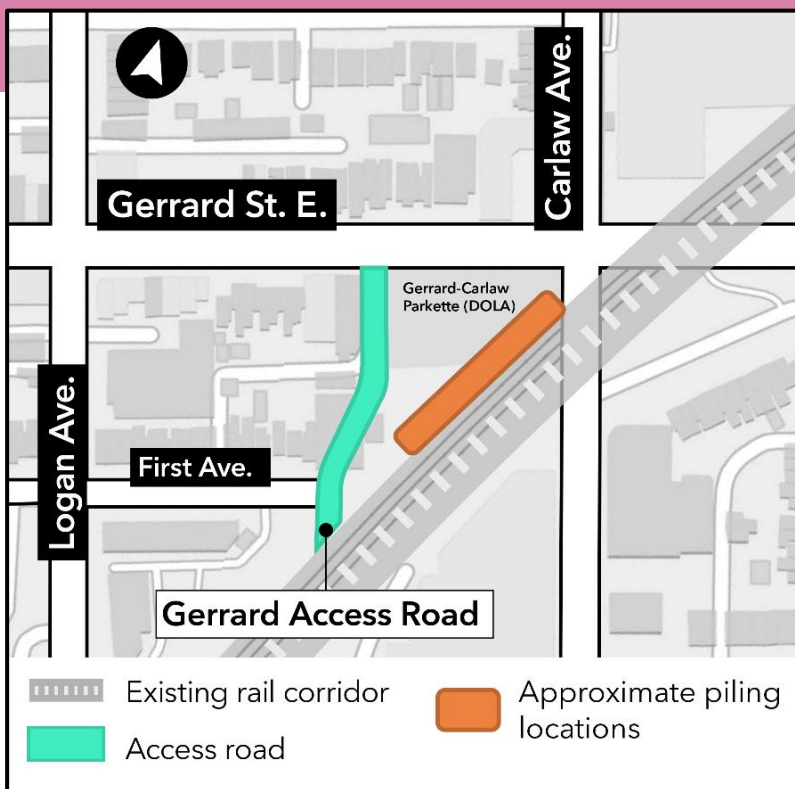 Carlaw Ave.
Gerrard St. E.
Gerrard-Carlaw
Parkette (DOLA)
Logan Ave.
First Ave.
Gerrard Access Road
Existing rail corridor
Access road
Approximate piling
locations